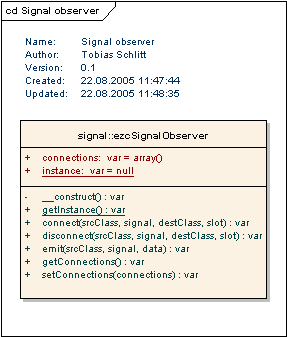 cd Signal observer
Name: Signal observer
Author: Tobias Schlitt
Version: 0.1
Created: 22.08.2005 11:47:44
Updated: 22.08.2005 11:48:35
signal::ezcSignalObserver
+ connections: var = array()
+ instance: var = null
- __construct() : var
+ getInstance() : var
+ connect(srcClass, signal, destClass, slot) : var
+ disconnect(srcClass, signal, destClass, slot) : var
+ emit(srcClass, signal, data) : var
+ getConnections() : var
+ setConnections(connections) : var